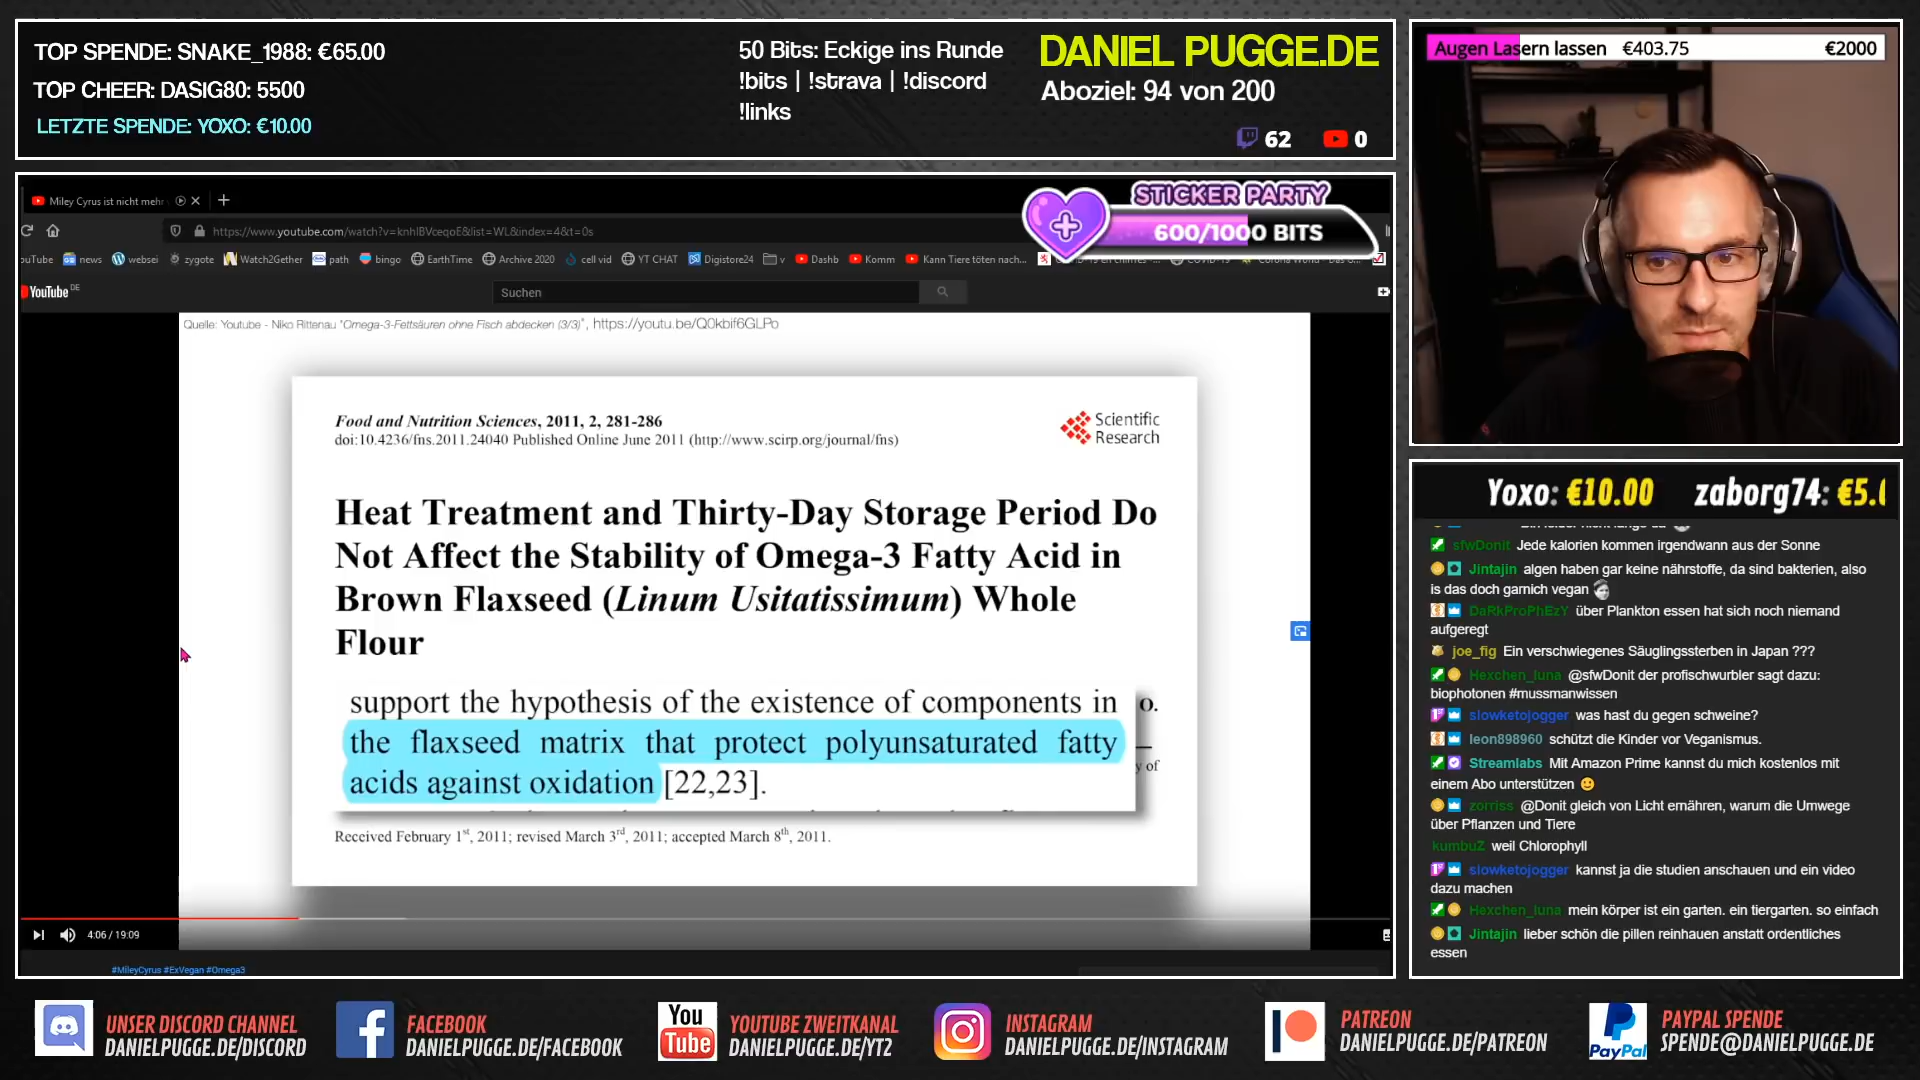 TOP SPENDE: SNAKE_1988: €65.00
TOP CHEER: DASIG80: 5500
LETZTE SPENDE: YOXO: €10.00
50 Bits: Eckige ins Runde
!bits | !strava | !discord
!links
DANIEL PUGGE.DE
Aboziel: 94 von 200
62
0
Augen Lasern lassen €403.75 €2000
Miley Cyrus ist nicht mehr
STICKER PARTY
600/1000 BITS
https://www.youtube.com/watch?v=knhIBVceqoE&list=WL&index=4&t=0s
ouTube news websei zygote Watch2Gether path bingo EarthTime Archive 2020 cell vid YT CHAT Digistore24 v Dashb Komm Kann Tiere töten nach...
YouTube DE
Suchen
Quelle: Youtube - Niko Rittenau "Omega-3-Fettsäuren ohne Fisch abdecken (3/3)", https://youtu.be/Q0kbif6GLPo
Food and Nutrition Sciences, 2011, 2, 281-286
doi:10.4236/fns.2011.24040 Published Online June 2011 (http://www.scirp.org/journal/fns)
Scientific
Research
Heat Treatment and Thirty-Day Storage Period Do
Not Affect the Stability of Omega-3 Fatty Acid in
Brown Flaxseed (Linum Usitatissimum) Whole
Flour
support the hypothesis of the existence of components in
o.
the flaxseed matrix that protect polyunsaturated fatty
y of
acids against oxidation [22,23].
Received February 1st, 2011; revised March 3rd, 2011; accepted March 8th, 2011.
4:06 / 19:09
#MileyCyrus #ExVegan #Omega3
Yoxo: €10.00 zaborg74: €5.
sfwDonit Jede kalorien kommen irgendwann aus der Sonne
Jintajin algen haben gar keine nährstoffe, da sind bakterien, also
is das doch garnich vegan
DaRkProPhEzY über Plankton essen hat sich noch niemand
aufgeregt
joe_fig Ein verschwiegenes Säuglingssterben in Japan ???
Hexchen_luna @sfwDonit der profischwurbler sagt dazu:
biophotonen #mussmanwissen
slowketojogger was hast du gegen schweine?
leon898960 schützt die Kinder vor Veganismus.
Streamlabs Mit Amazon Prime kannst du mich kostenlos mit
einem Abo unterstützen
zorriss @Donit gleich von Licht ernähren, warum die Umwege
über Pflanzen und Tiere
kumbuZ weil Chlorophyll
slowketojogger kannst ja die studien anschauen und ein video
dazu machen
Hexchen_luna mein körper ist ein garten. ein tiergarten. so einfach
Jintajin lieber schön die pillen reinhauen anstatt ordentliches
essen
UNSER DISCORD CHANNEL
DANIELPUGGE.DE/DISCORD
FACEBOOK
DANIELPUGGE.DE/FACEBOOK
You
Tube
YOUTUBE ZWEITKANAL
DANIELPUGGE.DE/YT2
INSTAGRAM
DANIELPUGGE.DE/INSTAGRAM
PATREON
DANIELPUGGE.DE/PATREON
PayPal
PAYPAL SPENDE
SPENDE@DANIELPUGGE.DE